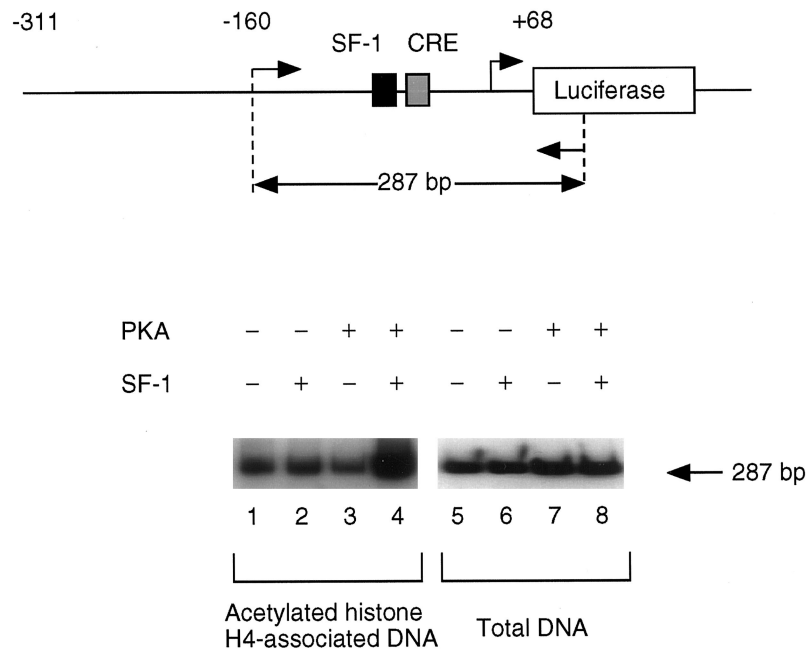 -311 -160 +68
SF-1 CRE
Luciferase
287 bp
PKA − − + + − − + +
SF-1 − + − + − + − +
287 bp
1 2 3 4 5 6 7 8
Acetylated histone
H4-associated DNA
Total DNA